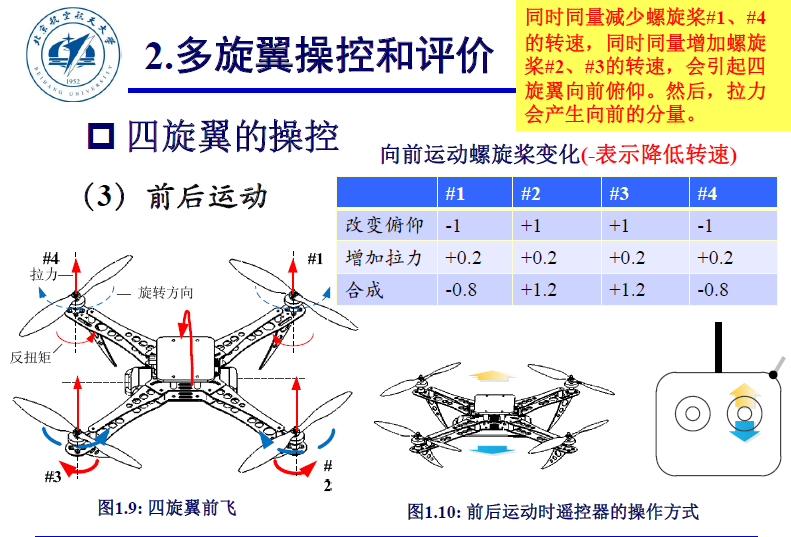 北京航空航天大学
1952
BEIHANG UNIVERSITY
2.多旋翼操控和评价
同时同量减少螺旋桨#1、#4
的转速，同时同量增加螺旋
桨#2、#3的转速，会引起四
旋翼向前俯仰。然后，拉力
会产生向前的分量。
四旋翼的操控
（3）前后运动
向前运动螺旋桨变化(-表示降低转速)
#1 #2 #3 #4
改变俯仰 -1 +1 +1 -1
增加拉力 +0.2 +0.2 +0.2 +0.2
合成 -0.8 +1.2 +1.2 -0.8
#4
#1
拉力
旋转方向
反扭矩
#3
#
2
图1.9: 四旋翼前飞
图1.10: 前后运动时遥控器的操作方式